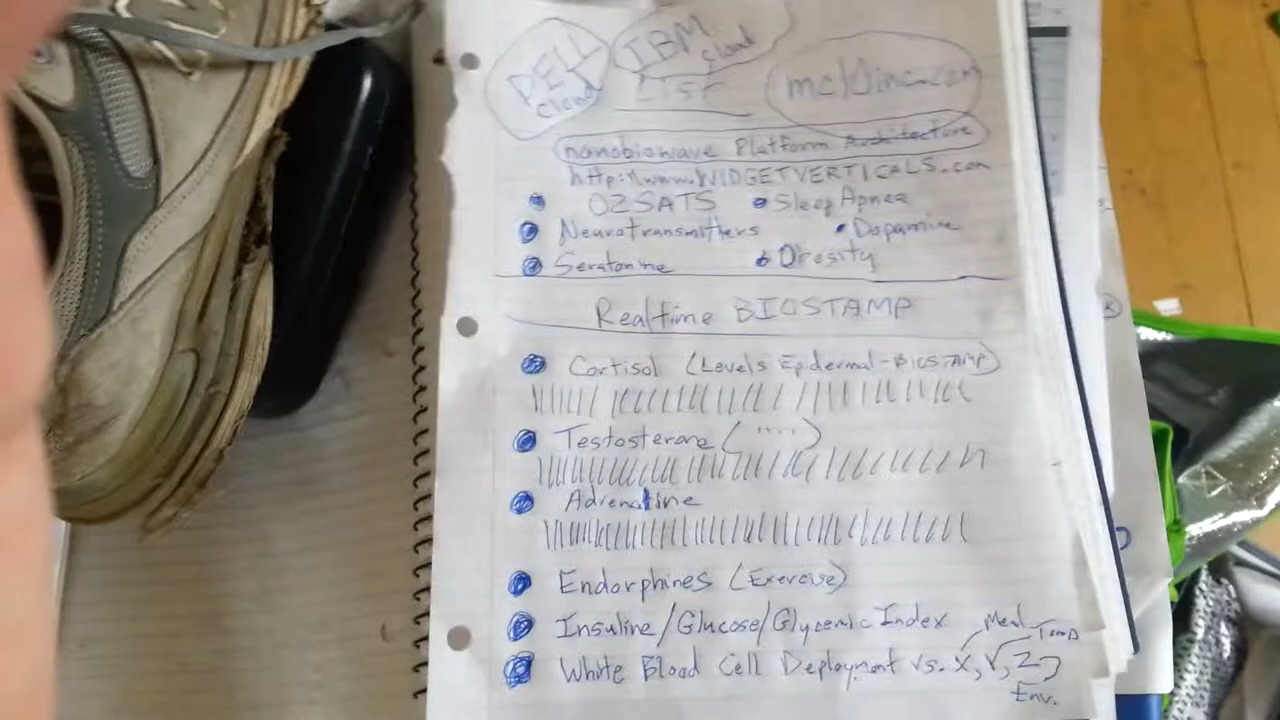 DELL cloud
IBM cloud
LIST
mc10inc.com
nanobiowave Platform Architecture
http://www.WIDGETVERTICALS.com
O2SATS • Sleep Apnea
• Neurotransmitters • Dopamine
• Seratonine • Obesity
Realtime BIOSTAMP
• Cortisol (Levels Epidermal-BIOSTAMP)
• Testosterone (....)
• Adrenaline
• Endorphines (Exercise)
• Insuline/Glucose/Glycemic Index
Meal Temp
• White Blood Cell Deployment vs. X, Y, Z
Env.